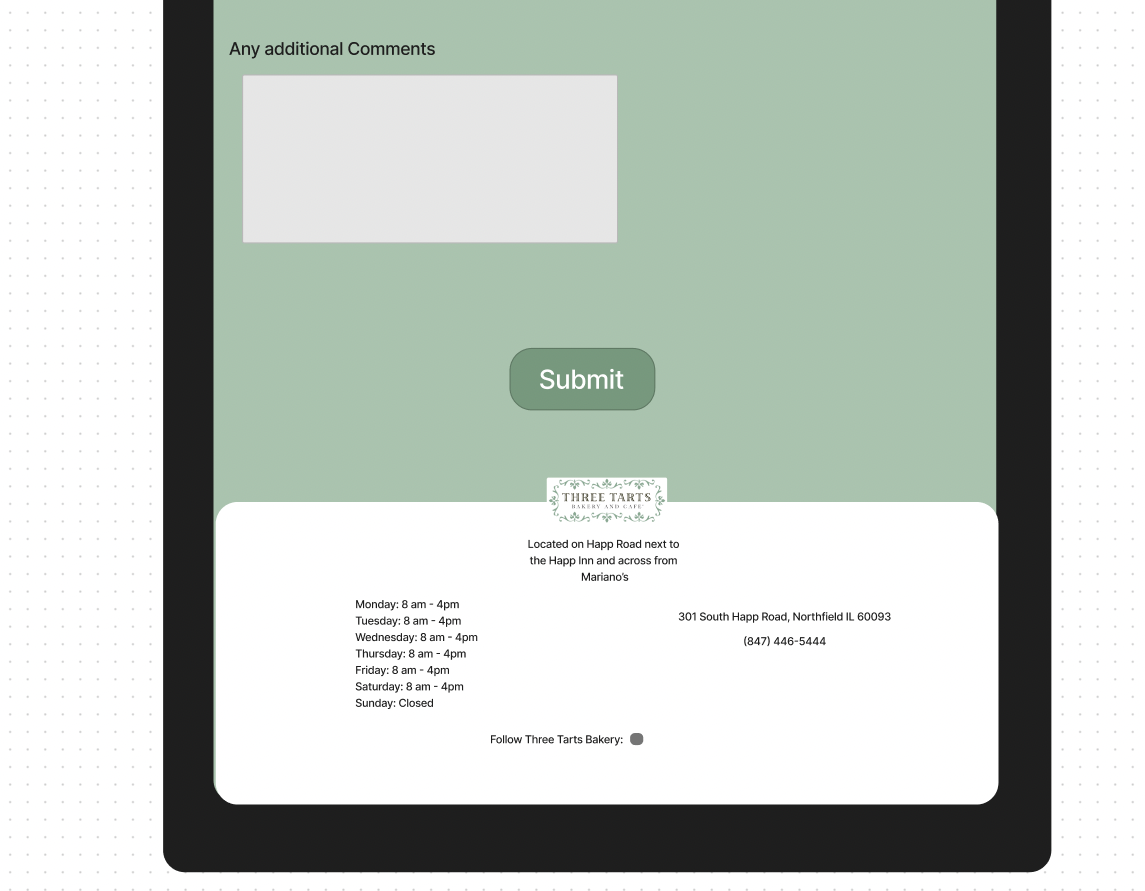 Any additional Comments
Submit
THREE TARTS
BAKERY AND CAFE
Located on Happ Road next to
the Happ Inn and across from
Mariano's
Monday: 8 am - 4pm
Tuesday: 8 am - 4pm
Wednesday: 8 am - 4pm
Thursday: 8 am - 4pm
Friday: 8 am - 4pm
Saturday: 8 am - 4pm
Sunday: Closed
301 South Happ Road, Northfield IL 60093
(847) 446-5444
Follow Three Tarts Bakery: